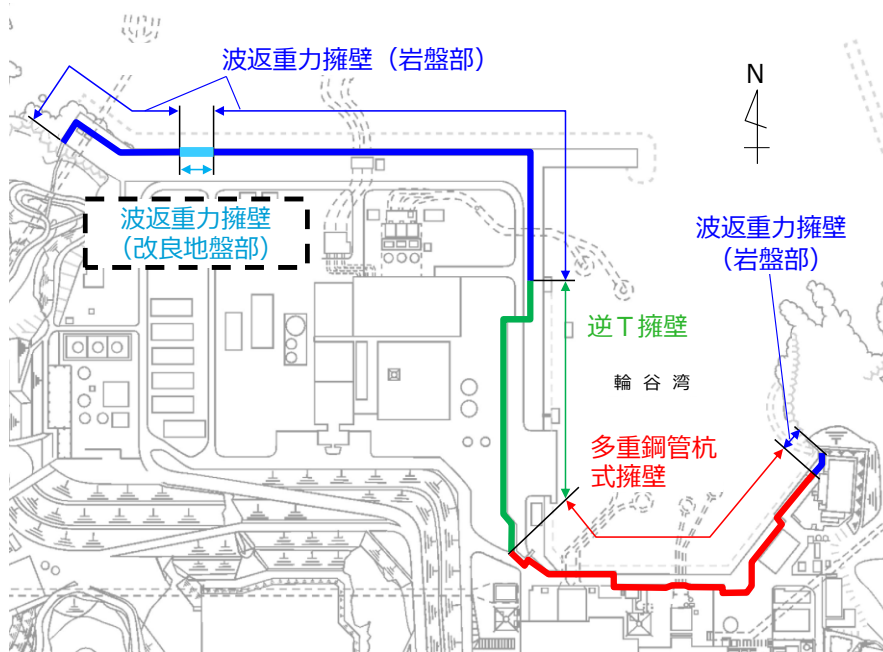 波返重力擁壁（岩盤部）
N
波返重力擁壁
（改良地盤部）
波返重力擁壁
（岩盤部）
逆Ｔ擁壁
輪谷湾
多重鋼管杭
式擁壁